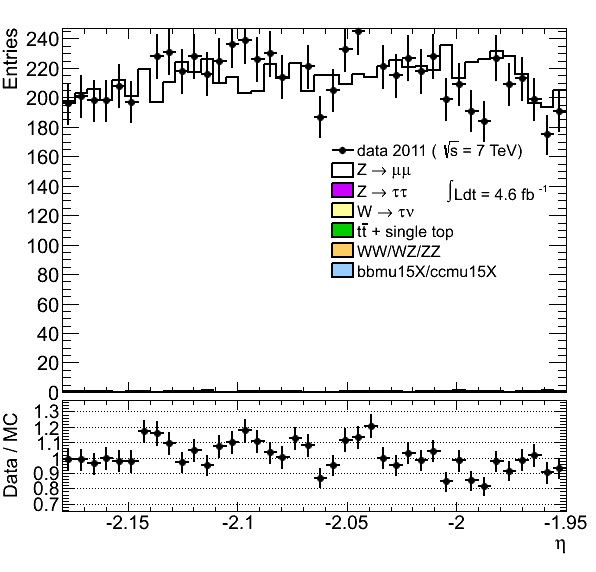 Entries
240
220
200
180
160
140
120
100
80
60
40
20
0
data 2011 ( √s = 7 TeV)
Z → μμ
Z → ττ
∫Ldt = 4.6 fb⁻¹
W → τν
tt̄ + single top
WW/WZ/ZZ
bbmu15X/ccmu15X
Data / MC
1.3
1.2
1.1
1
0.9
0.8
0.7
-2.15
-2.1
-2.05
-2
-1.95
η